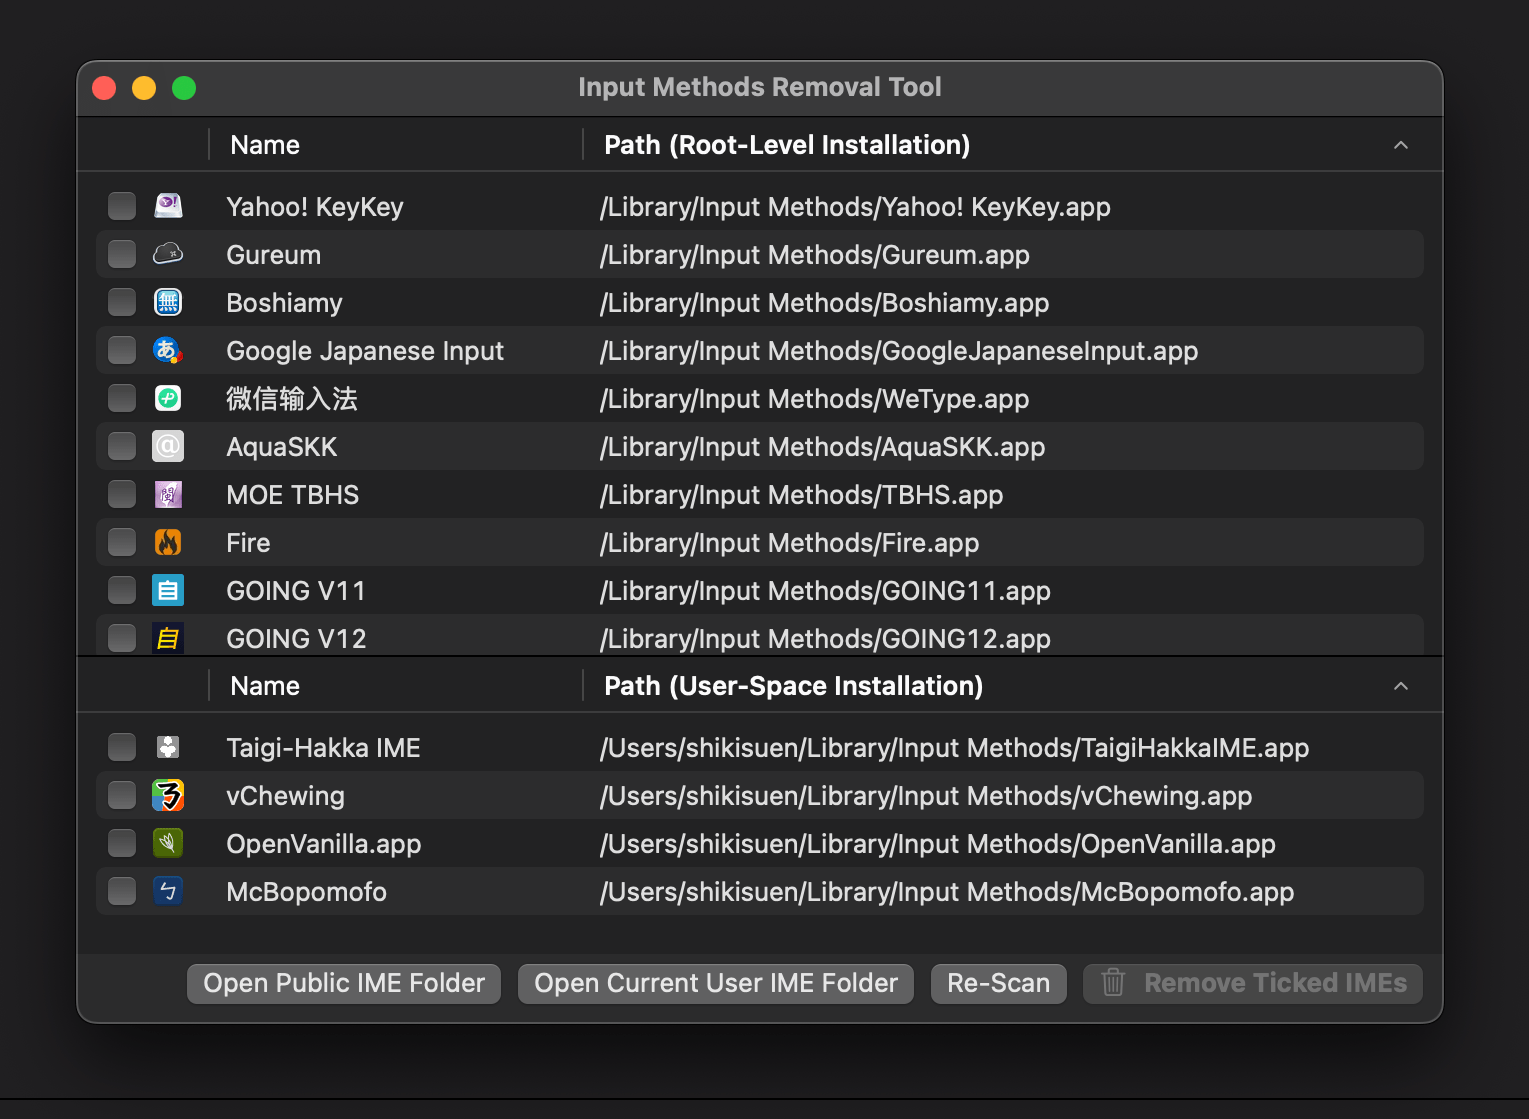 Input Methods Removal Tool
Name Path (Root-Level Installation)
Yahoo! KeyKey /Library/Input Methods/Yahoo! KeyKey.app
Gureum /Library/Input Methods/Gureum.app
無 Boshiamy /Library/Input Methods/Boshiamy.app
あ Google Japanese Input /Library/Input Methods/GoogleJapaneseInput.app
微信输入法 /Library/Input Methods/WeType.app
@ AquaSKK /Library/Input Methods/AquaSKK.app
閩 MOE TBHS /Library/Input Methods/TBHS.app
Fire /Library/Input Methods/Fire.app
自 GOING V11 /Library/Input Methods/GOING11.app
自 GOING V12 /Library/Input Methods/GOING12.app
Name Path (User-Space Installation)
Taigi-Hakka IME /Users/shikisuen/Library/Input Methods/TaigiHakkaIME.app
vChewing /Users/shikisuen/Library/Input Methods/vChewing.app
OpenVanilla.app /Users/shikisuen/Library/Input Methods/OpenVanilla.app
ㄣ McBopomofo /Users/shikisuen/Library/Input Methods/McBopomofo.app
Open Public IME Folder Open Current User IME Folder Re-Scan Remove Ticked IMEs